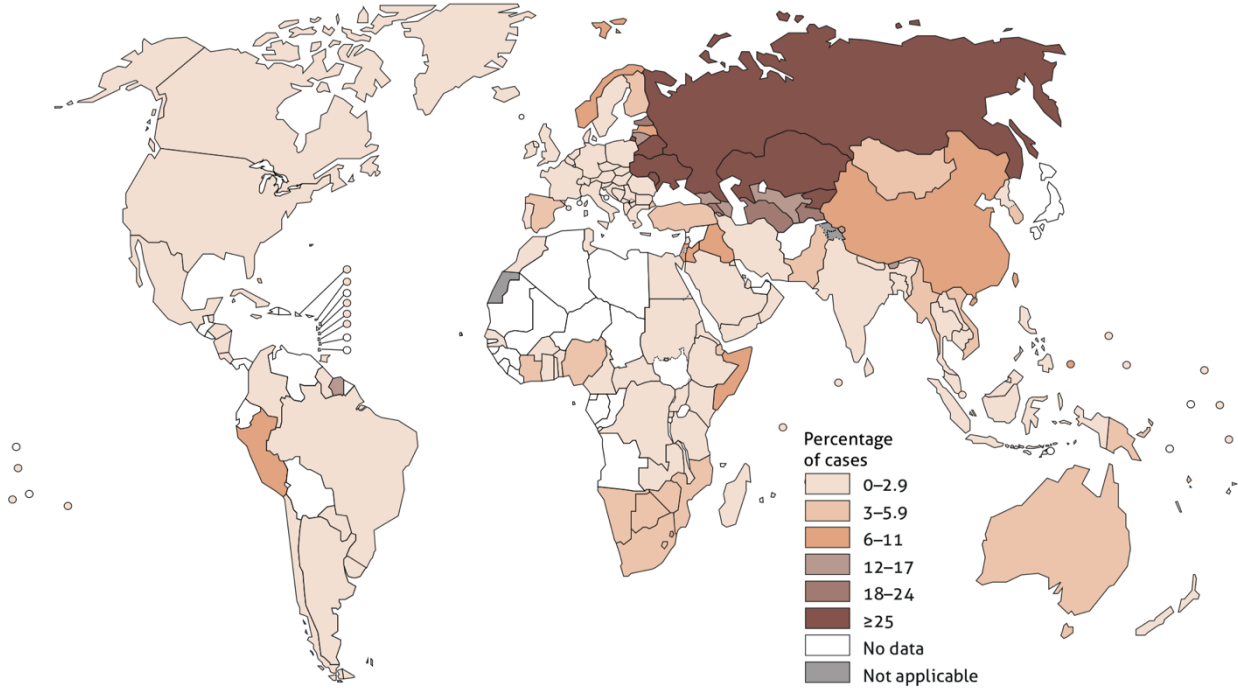 Percentage
of cases
0–2.9
3–5.9
6–11
12–17
18–24
≥25
No data
Not applicable